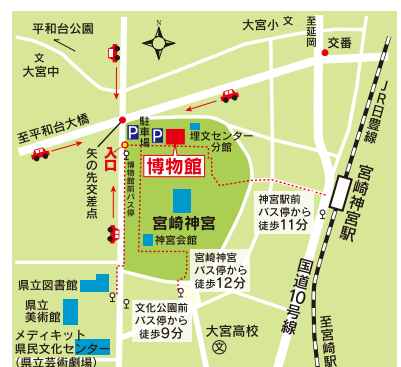 平和台公園
文
大宮中
N
大宮小 文
至延岡
交番
JR日豊線
至平和台大橋
駐車場
P
P
埋文センター
分館
入口
博物館
矢の先交差点
博物館前バス停
宮崎神宮
神宮会館
神宮駅前
バス停から
徒歩11分
宮崎神宮駅
宮崎神宮
バス停から
徒歩12分
国道10号線
県立図書館
県立
美術館
文化公園前
バス停から
徒歩9分
大宮高校
文
メディキット
県民文化センター
(県立芸術劇場)
至宮崎駅